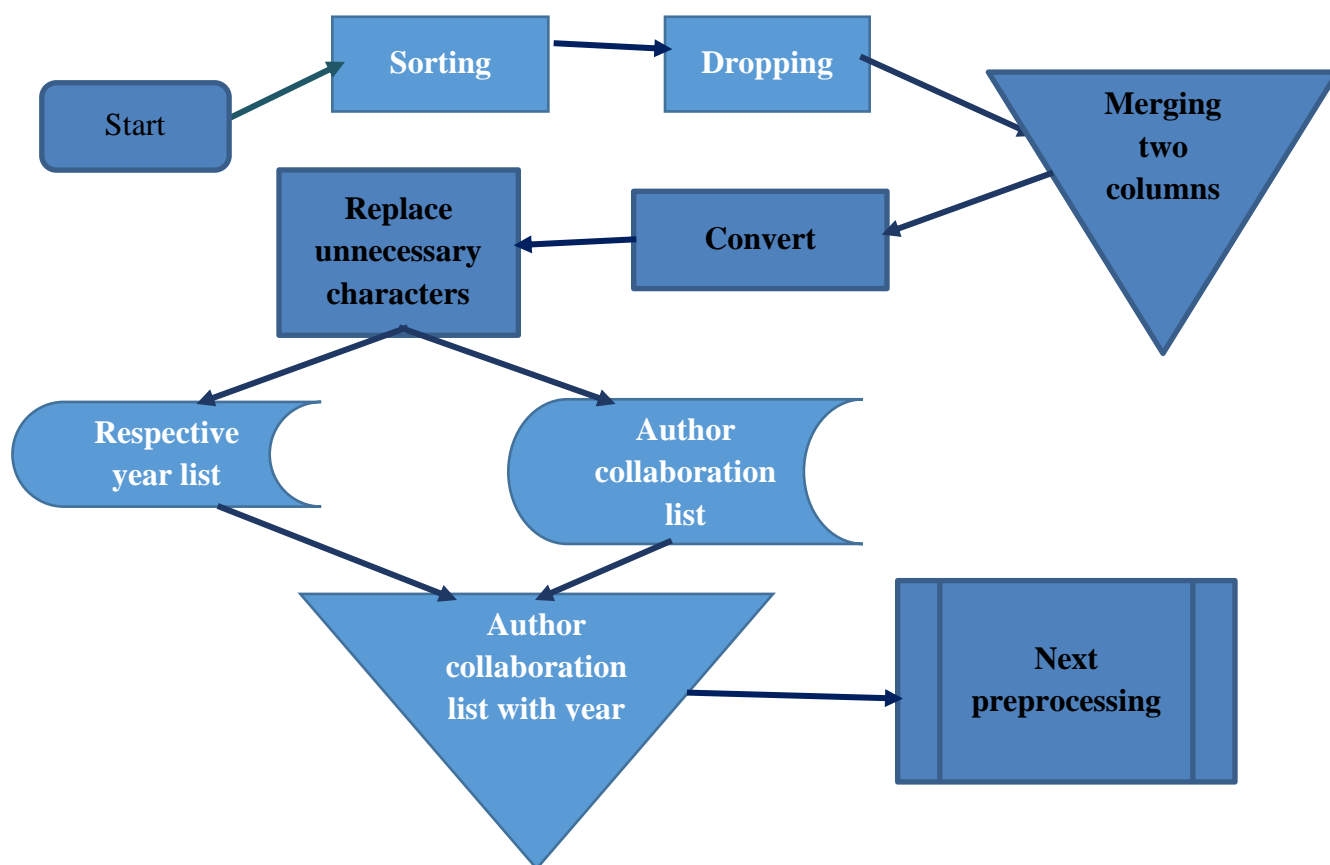 Start
Sorting
Dropping
Merging
two
columns
Convert
Replace
unnecessary
characters
Respective
year list
Author
collaboration
list
Author
collaboration
list with year
Next
preprocessing